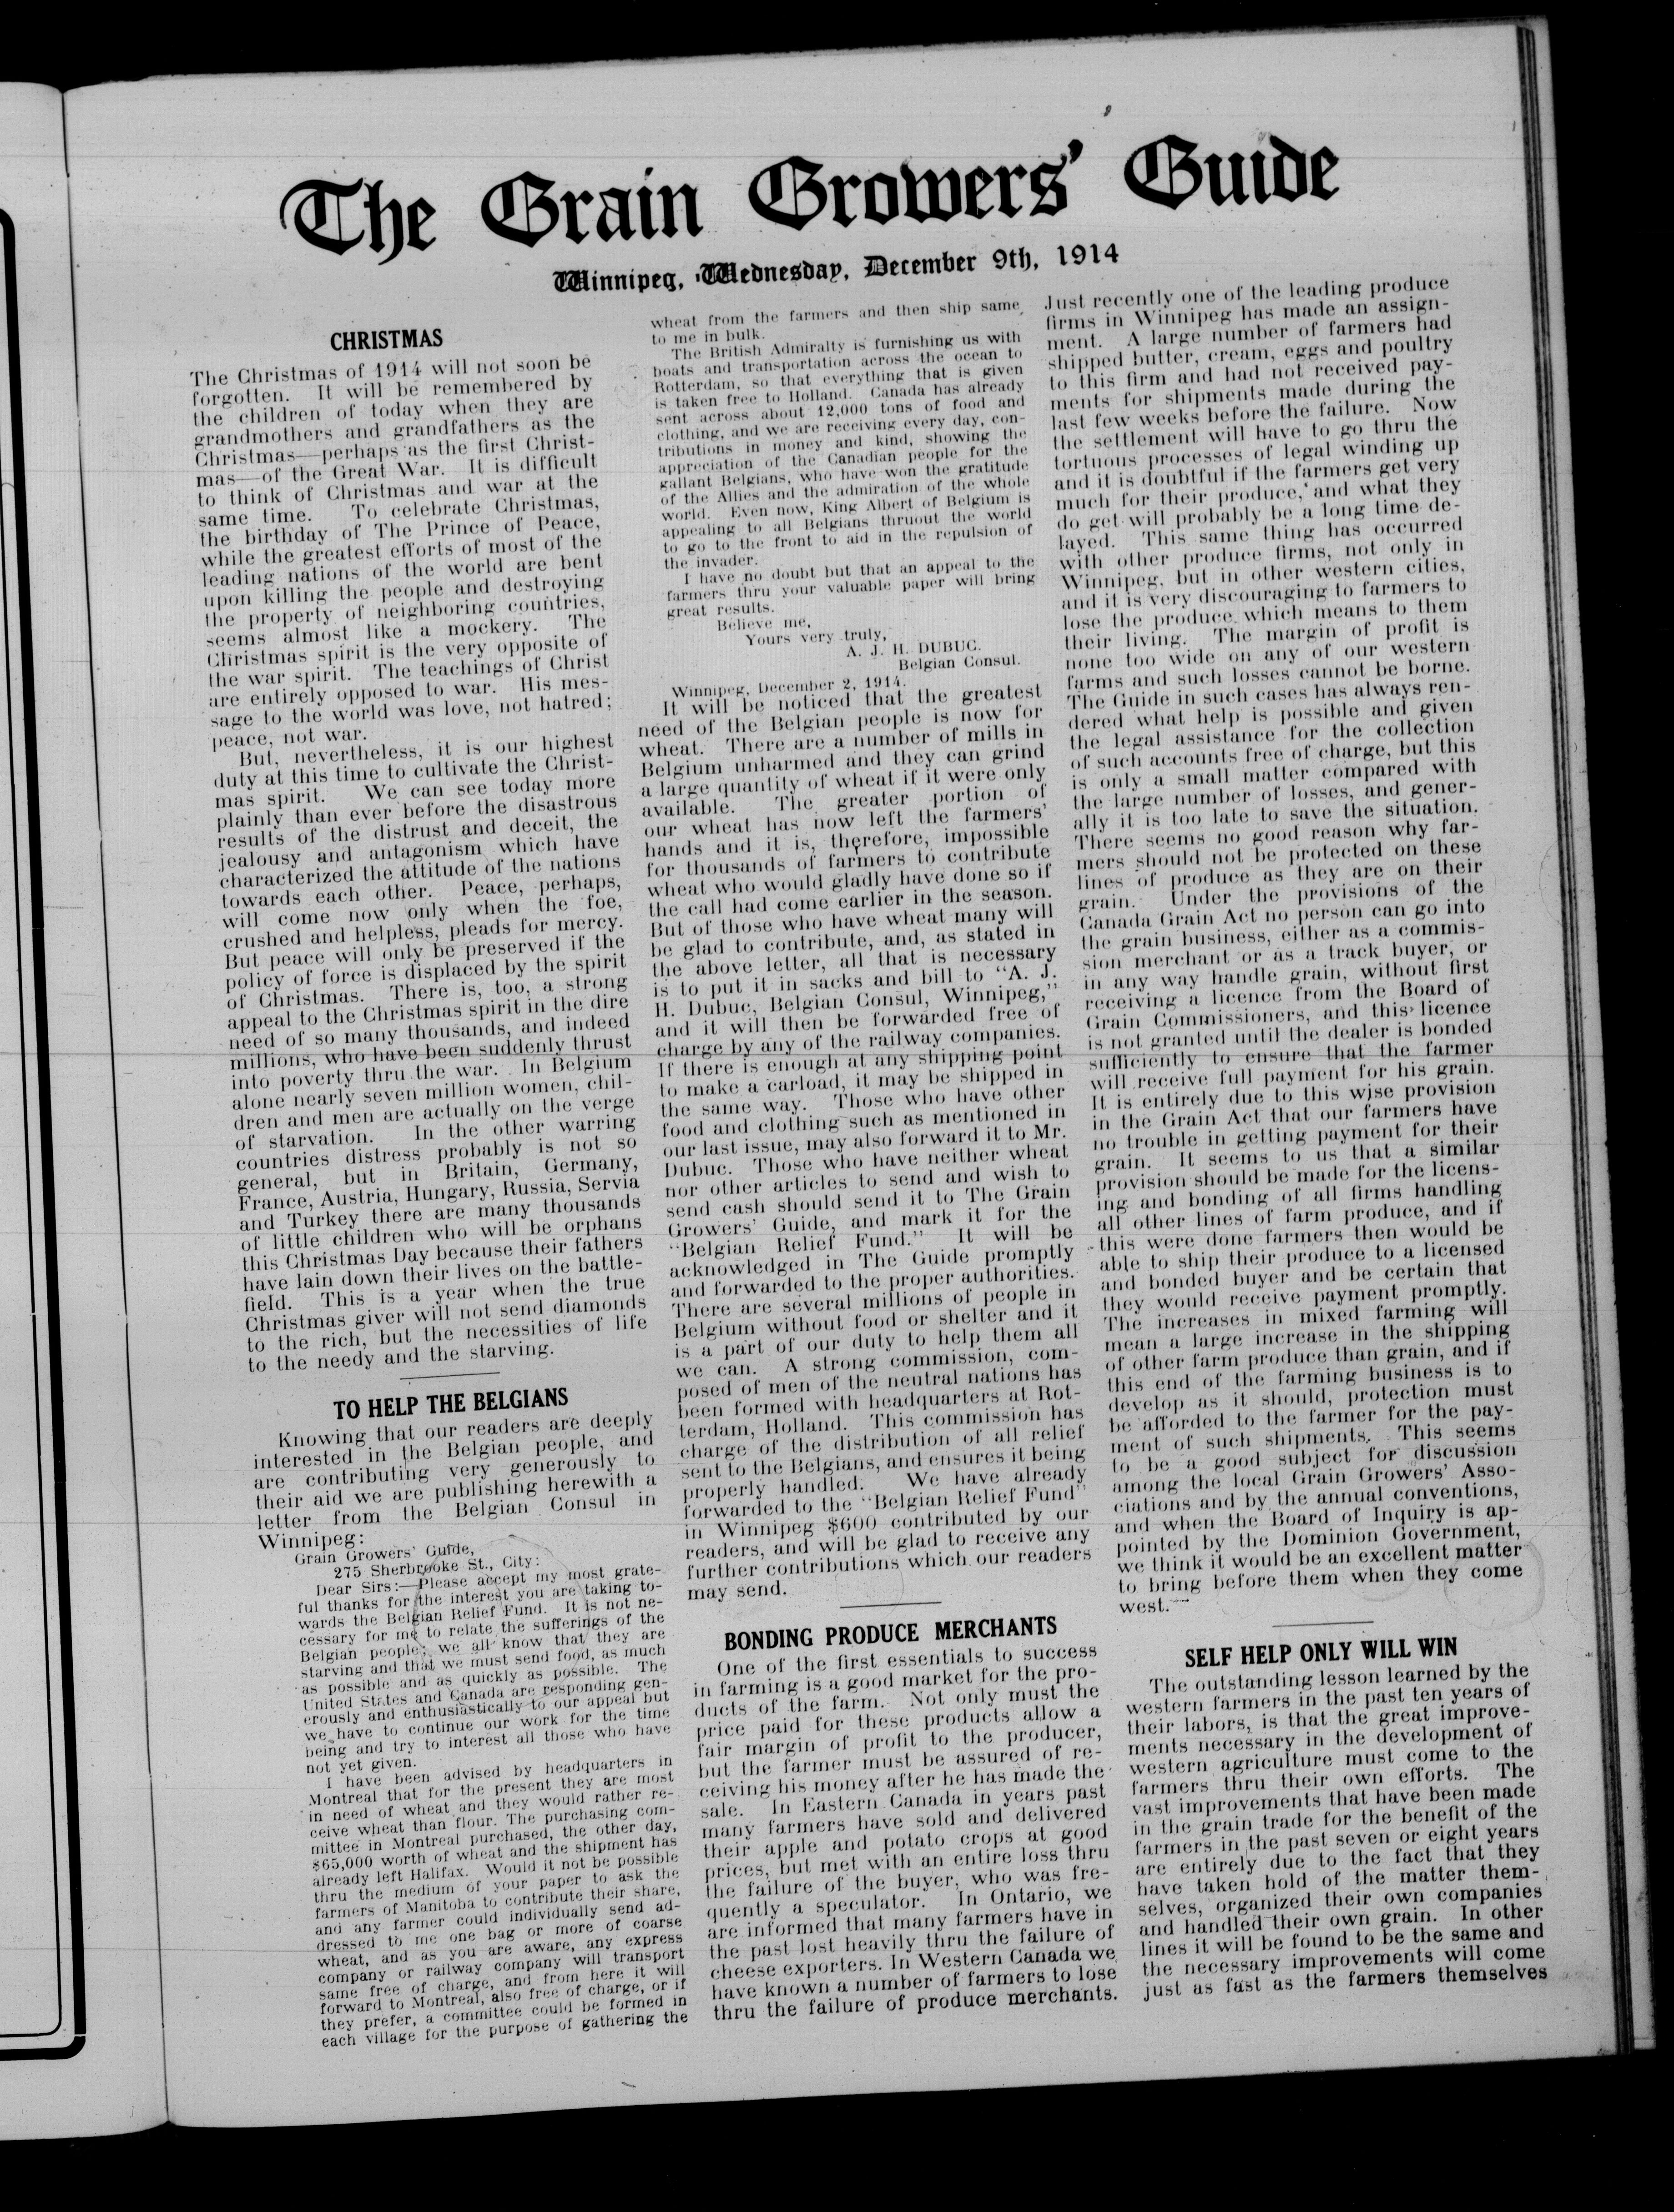 The Grain Growers' Guide
Winnipeg, Wednesday, December 9th, 1914
CHRISTMAS
The Christmas of 1914 will not soon be
forgotten. It will be remembered by
the children of today when they are
grandmothers and grandfathers as the
Christmas—perhaps as the first Christ-
mas—of the Great War. It is difficult
to think of Christmas and war at the
same time. To celebrate Christmas,
the birthday of The Prince of Peace,
while the greatest efforts of most of the
leading nations of the world are bent
upon killing the people and destroying
the property of neighboring countries,
seems almost like a mockery. The
Christmas spirit is the very opposite of
the war spirit. The teachings of Christ
are entirely opposed to war. His mes-
sage to the world was love, not hatred;
peace, not war.
But, nevertheless, it is our highest
duty at this time to cultivate the Christ-
mas spirit. We can see today more
plainly than ever before the disastrous
results of the distrust and deceit, the
jealousy and antagonism which have
characterized the attitude of the nations
towards each other. Peace, perhaps,
will come now only when the foe,
crushed and helpless, pleads for mercy.
But peace will only be preserved if the
policy of force is displaced by the spirit
of Christmas. There is, too, a strong
appeal to the Christmas spirit in the dire
need of so many thousands, and indeed
millions, who have been suddenly thrust
into poverty thru the war. In Belgium
alone nearly seven million women, chil-
dren and men are actually on the verge
of starvation. In the other warring
countries distress probably is not so
general, but in Britain, Germany,
France, Austria, Hungary, Russia, Servia
and Turkey there are many thousands
of little children who will be orphans
this Christmas Day because their fathers
have lain down their lives on the battle-
field. This is a year when the true
Christmas giver will not send diamonds
to the rich, but the necessities of life
to the needy and the starving.
TO HELP THE BELGIANS
Knowing that our readers are deeply
interested in the Belgian people, and
are contributing very generously to
their aid we are publishing herewith a
letter from the Belgian Consul in
Winnipeg:
Grain Growers' Guide,
275 Sherbrooke St., City:
Dear Sirs:—Please accept my most grate-
ful thanks for the interest you are taking to-
wards the Belgian Relief Fund. It is not ne-
cessary for me to relate the sufferings of the
Belgian people; we all know that they are
starving and that we must send food, as much
as possible and as quickly as possible. The
United States and Canada are responding gen-
erously and enthusiastically to our appeal but
we have to continue our work for the time
being and try to interest all those who have
not yet given.
I have been advised by headquarters in
Montreal that for the present they are most
in need of wheat and they would rather re-
ceive wheat than flour. The purchasing com-
mittee in Montreal purchased, the other day,
$65,000 worth of wheat and the shipment has
already left Halifax. Would it not be possible
thru the medium of your paper to ask the
farmers of Manitoba to contribute their share,
and any farmer could individually send ad-
dressed to me one bag or more of coarse
wheat, and as you are aware, any express
company or railway company will transport
same free of charge, and from here it will
forward to Montreal, also free of charge, or if
they prefer, a committee could be formed in
each village for the purpose of gathering the
wheat from the farmers and then ship same
to me in bulk.
The British Admiralty is furnishing us with
boats and transportation across the ocean to
Rotterdam, so that everything that is given
is taken free to Holland. Canada has already
sent across about 12,000 tons of food and
clothing, and we are receiving every day, con-
tributions in money and kind, showing the
appreciation of the Canadian people for the
gallant Belgians, who have won the gratitude
of the Allies and the admiration of the whole
world. Even now, King Albert of Belgium is
appealing to all Belgians thruout the world
to go to the front to aid in the repulsion of
the invader.
I have no doubt but that an appeal to the
farmers thru your valuable paper will bring
great results.
Believe me,
Yours very truly,
A. J. H. DUBUC.
Belgian Consul.
Winnipeg, December 2, 1914.
It will be noticed that the greatest
need of the Belgian people is now for
wheat. There are a number of mills in
Belgium unharmed and they can grind
a large quantity of wheat if it were only
available. The greater portion of
our wheat has now left the farmers'
hands and it is, therefore, impossible
for thousands of farmers to contribute
wheat who would gladly have done so if
the call had come earlier in the season.
But of those who have wheat many will
be glad to contribute, and, as stated in
the above letter, all that is necessary
is to put it in sacks and bill to "A. J.
H. Dubuc, Belgian Consul, Winnipeg,"
and it will then be forwarded free of
charge by any of the railway companies.
If there is enough at any shipping point
to make a carload, it may be shipped in
the same way. Those who have other
food and clothing such as mentioned in
our last issue, may also forward it to Mr.
Dubuc. Those who have neither wheat
nor other articles to send and wish to
send cash should send it to The Grain
Growers' Guide, and mark it for the
"Belgian Relief Fund." It will be
acknowledged in The Guide promptly
and forwarded to the proper authorities.
There are several millions of people in
Belgium without food or shelter and it
is a part of our duty to help them all
we can. A strong commission, com-
posed of men of the neutral nations has
been formed with headquarters at Rot-
terdam, Holland. This commission has
charge of the distribution of all relief
sent to the Belgians, and ensures it being
properly handled. We have already
forwarded to the "Belgian Relief Fund"
in Winnipeg $600 contributed by our
readers, and will be glad to receive any
further contributions which our readers
may send.
BONDING PRODUCE MERCHANTS
One of the first essentials to success
in farming is a good market for the pro-
ducts of the farm. Not only must the
price paid for these products allow a
fair margin of profit to the producer,
but the farmer must be assured of re-
ceiving his money after he has made the
sale. In Eastern Canada in years past
many farmers have sold and delivered
their apple and potato crops at good
prices, but met with an entire loss thru
the failure of the buyer, who was fre-
quently a speculator. In Ontario, we
are informed that many farmers have in
the past lost heavily thru the failure of
cheese exporters. In Western Canada we
have known a number of farmers to lose
thru the failure of produce merchants.
Just recently one of the leading produce
firms in Winnipeg has made an assign-
ment. A large number of farmers had
shipped butter, cream, eggs and poultry
to this firm and had not received pay-
ments for shipments made during the
last few weeks before the failure. Now
the settlement will have to go thru the
tortuous processes of legal winding up
and it is doubtful if the farmers get very
much for their produce, and what they
do get will probably be a long time de-
layed. This same thing has occurred
with other produce firms, not only in
Winnipeg, but in other western cities,
and it is very discouraging to farmers to
lose the produce which means to them
their living. The margin of profit is
none too wide on any of our western
farms and such losses cannot be borne.
The Guide in such cases has always ren-
dered what help is possible and given
the legal assistance for the collection
of such accounts free of charge, but this
is only a small matter compared with
the large number of losses, and gener-
ally it is too late to save the situation.
There seems no good reason why far-
mers should not be protected on these
lines of produce as they are on their
grain. Under the provisions of the
Canada Grain Act no person can go into
the grain business, either as a commis-
sion merchant or as a track buyer, or
in any way handle grain, without first
receiving a licence from the Board of
Grain Commissioners, and this licence
is not granted until the dealer is bonded
sufficiently to ensure that the farmer
will receive full payment for his grain.
It is entirely due to this wise provision
in the Grain Act that our farmers have
no trouble in getting payment for their
grain. It seems to us that a similar
provision should be made for the licens-
ing and bonding of all firms handling
all other lines of farm produce, and if
this were done farmers then would be
able to ship their produce to a licensed
and bonded buyer and be certain that
they would receive payment promptly.
The increases in mixed farming will
mean a large increase in the shipping
of other farm produce than grain, and if
this end of the farming business is to
develop as it should, protection must
be afforded to the farmer for the pay-
ment of such shipments. This seems
to be a good subject for discussion
among the local Grain Growers' Asso-
ciations and by the annual conventions,
and when the Board of Inquiry is ap-
pointed by the Dominion Government,
we think it would be an excellent matter
to bring before them when they come
west.
SELF HELP ONLY WILL WIN
The outstanding lesson learned by the
western farmers in the past ten years of
their labors, is that the great improve-
ments necessary in the development of
western agriculture must come to the
farmers thru their own efforts. The
vast improvements that have been made
in the grain trade for the benefit of the
farmers in the past seven or eight years
are entirely due to the fact that they
have taken hold of the matter them-
selves, organized their own companies
and handled their own grain. In other
lines it will be found to be the same and
the necessary improvements will come
just as fast as the farmers themselves